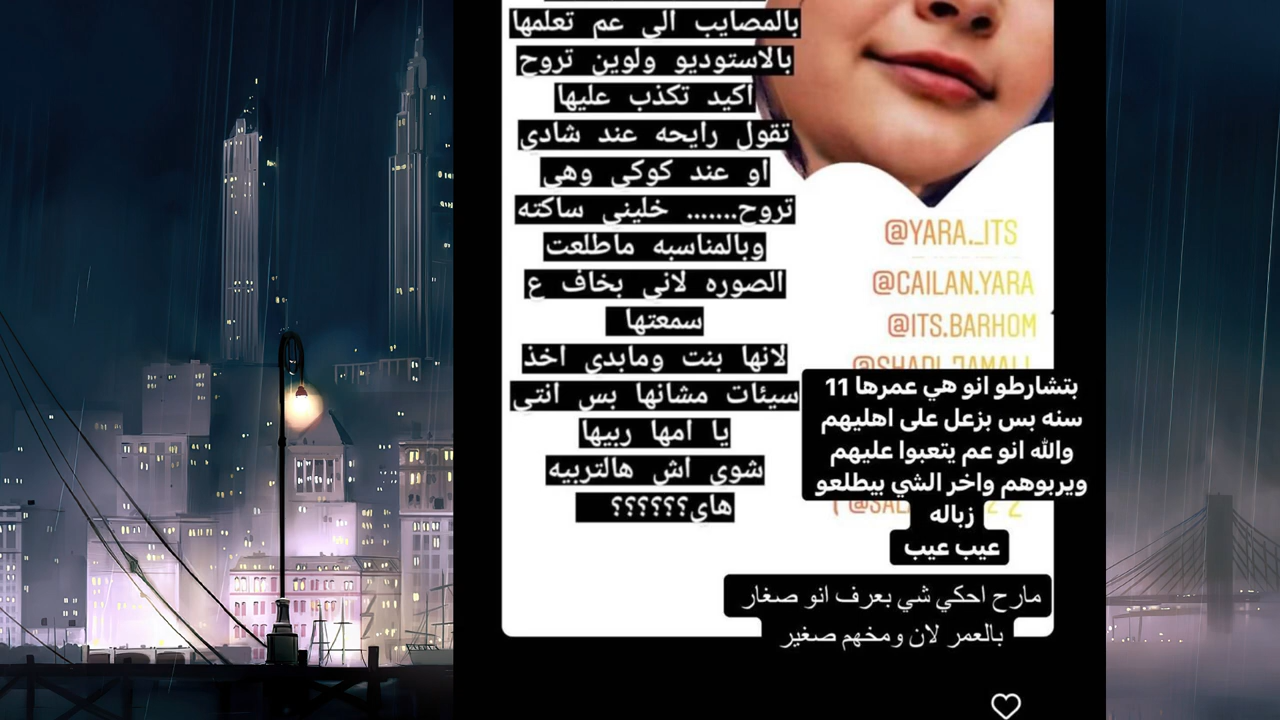 بالمصايب الي عم تعلمها
بالاستوديو ولوين تروح
اكيد تكذب عليها
تقول رايحه عند شادي
او عند كوكي وهي
تروح....... خليني ساكته
وبالمناسبه ماطلعت
الصوره لاني بخاف ع
سمعتها
لانها بنت ومابدي اخذ
سيئات مشانها بس انتي
يا امها ربيها
شوي اش هالتربيه
هاي؟؟؟؟؟؟
@YARA._ITS
@CAILAN.YARA
@ITS.BARHOM
بتشارطو انو هي عمرها 11
سنه بس بزعل على اهليهم
والله انو عم يتعبوا عليهم
ويربوهم واخر الشي بيطلعو
زباله
عيب عيب
مارح احكي شي بعرف انو صغار
بالعمر لان ومخهم صغير